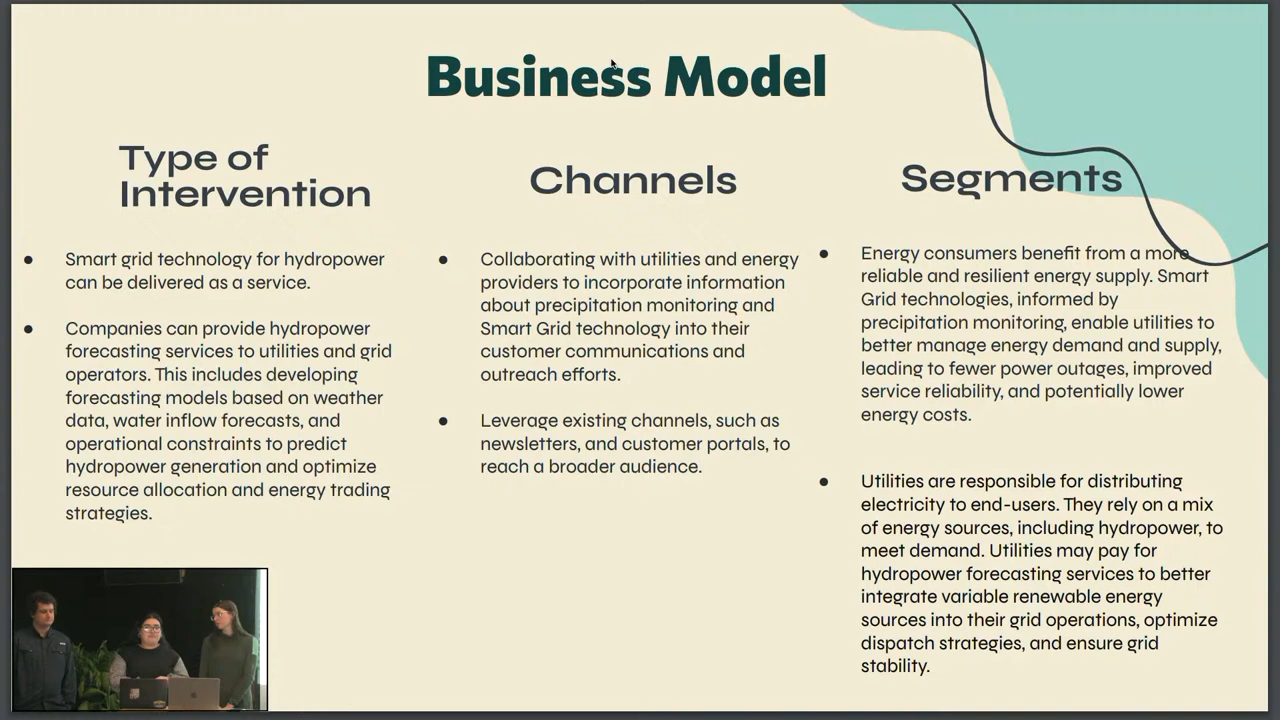 Business Model
Type of
Intervention
● Smart grid technology for hydropower
can be delivered as a service.
● Companies can provide hydropower
forecasting services to utilities and grid
operators. This includes developing
forecasting models based on weather
data, water inflow forecasts, and
operational constraints to predict
hydropower generation and optimize
resource allocation and energy trading
strategies.
Channels
● Collaborating with utilities and energy
providers to incorporate information
about precipitation monitoring and
Smart Grid technology into their
customer communications and
outreach efforts.
● Leverage existing channels, such as
newsletters, and customer portals, to
reach a broader audience.
Segments
● Energy consumers benefit from a more
reliable and resilient energy supply. Smart
Grid technologies, informed by
precipitation monitoring, enable utilities to
better manage energy demand and supply,
leading to fewer power outages, improved
service reliability, and potentially lower
energy costs.
● Utilities are responsible for distributing
electricity to end-users. They rely on a mix
of energy sources, including hydropower, to
meet demand. Utilities may pay for
hydropower forecasting services to better
integrate variable renewable energy
sources into their grid operations, optimize
dispatch strategies, and ensure grid
stability.